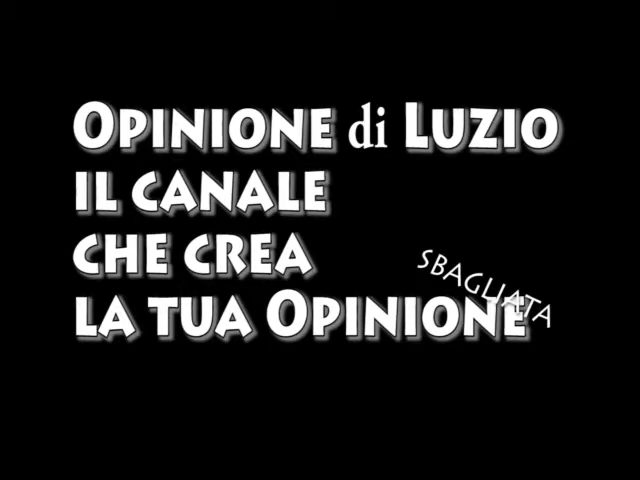 OPINIONE di LUZIO
IL CANALE
CHE CREA
SBAGLIATA
LA TUA OPINIONE